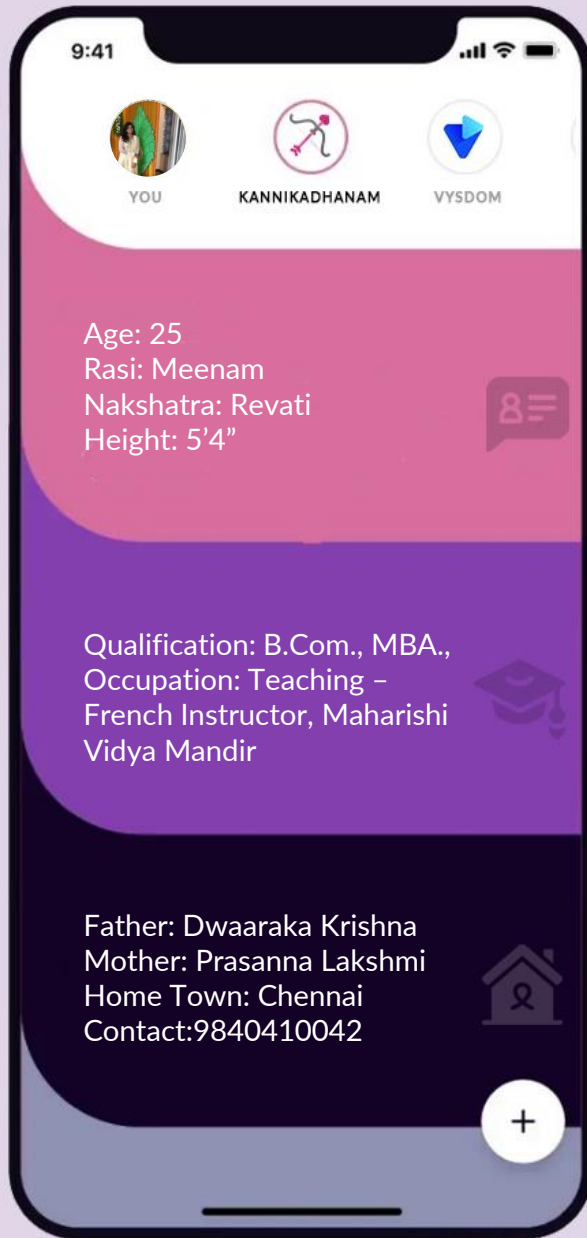 9:41
YOU
KANNIKADHANAM
VYSDOM
Age: 25
Rasi: Meenam
Nakshatra: Revati
Height: 5’4”
Qualification: B.Com., MBA.,
Occupation: Teaching –
French Instructor, Maharishi
Vidya Mandir
Father: Dwaaraka Krishna
Mother: Prasanna Lakshmi
Home Town: Chennai
Contact:9840410042
+